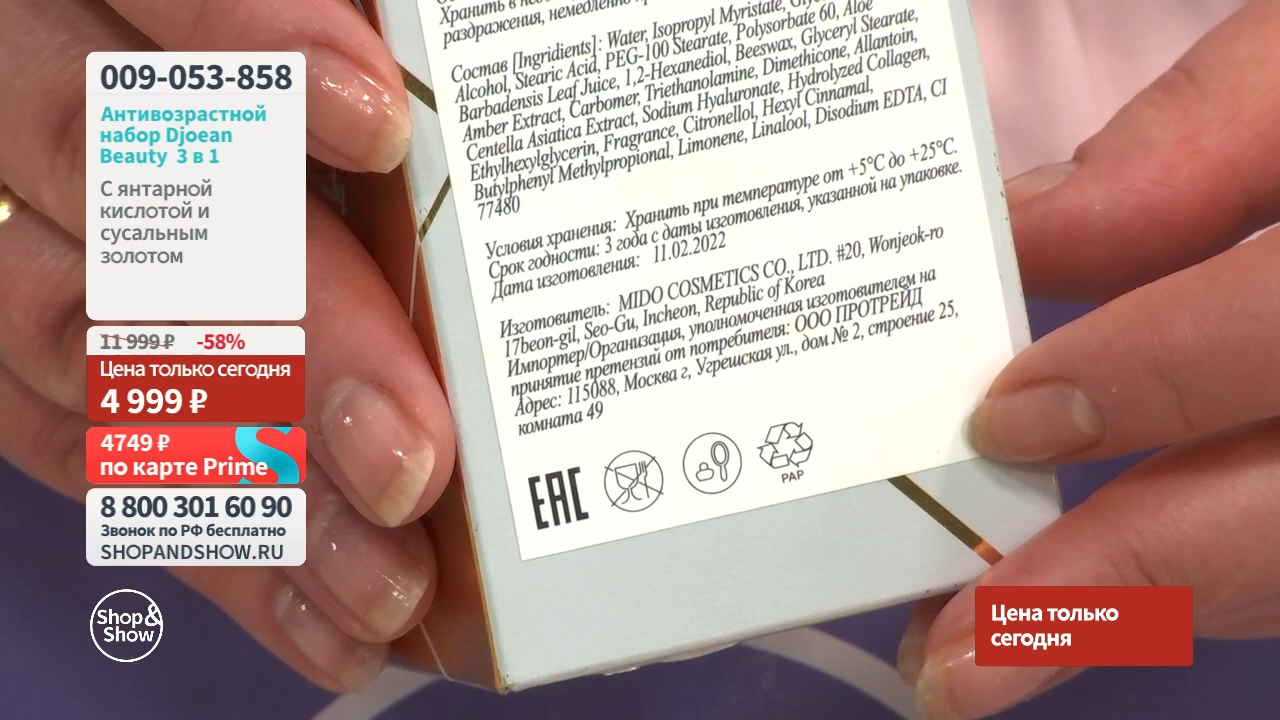 009-053-858
Антивозрастной
набор Djoean
Beauty 3 в 1
С янтарной
кислотой и
сусальным
золотом
11 999 ₽ -58%
Цена только сегодня
4 999 ₽
4749 ₽
по карте Prime
8 800 301 60 90
Звонок по РФ бесплатно
SHOPANDSHOW.RU
Shop&
Show
Хранить в
раздражения, немедленно
Состав [Ingridients]: Water, Isopropyl Myristate,
Alcohol, Stearic Acid, PEG-100 Stearate, Polysorbate 60, Aloe
Barbadensis Leaf Juice, 1,2-Hexanediol, Beeswax, Glyceryl Stearate,
Amber Extract, Carbomer, Triethanolamine, Dimethicone, Allantoin,
Centella Asiatica Extract, Sodium Hyaluronate, Hydrolyzed Collagen,
Ethylhexylglycerin, Fragrance, Citronellol, Hexyl Cinnamal,
Butylphenyl Methylpropional, Limonene, Linalool, Disodium EDTA, CI
77480
Условия хранения: Хранить при температуре от +5°C до +25°C.
Срок годности: 3 года с даты изготовления, указанной на упаковке.
Дата изготовления: 11.02.2022
Изготовитель: MIDO COSMETICS CO., LTD. #20, Wonjeok-ro
17beon-gil, Seo-Gu, Incheon, Republic of Korea
Импортер/Организация, уполномоченная изготовителем на
принятие претензий от потребителя: ООО ПРОТРЕЙД
Адрес: 115088, Москва г, Угрешская ул., дом № 2, строение 25,
комната 49
EAC
PAP
Цена только
сегодня